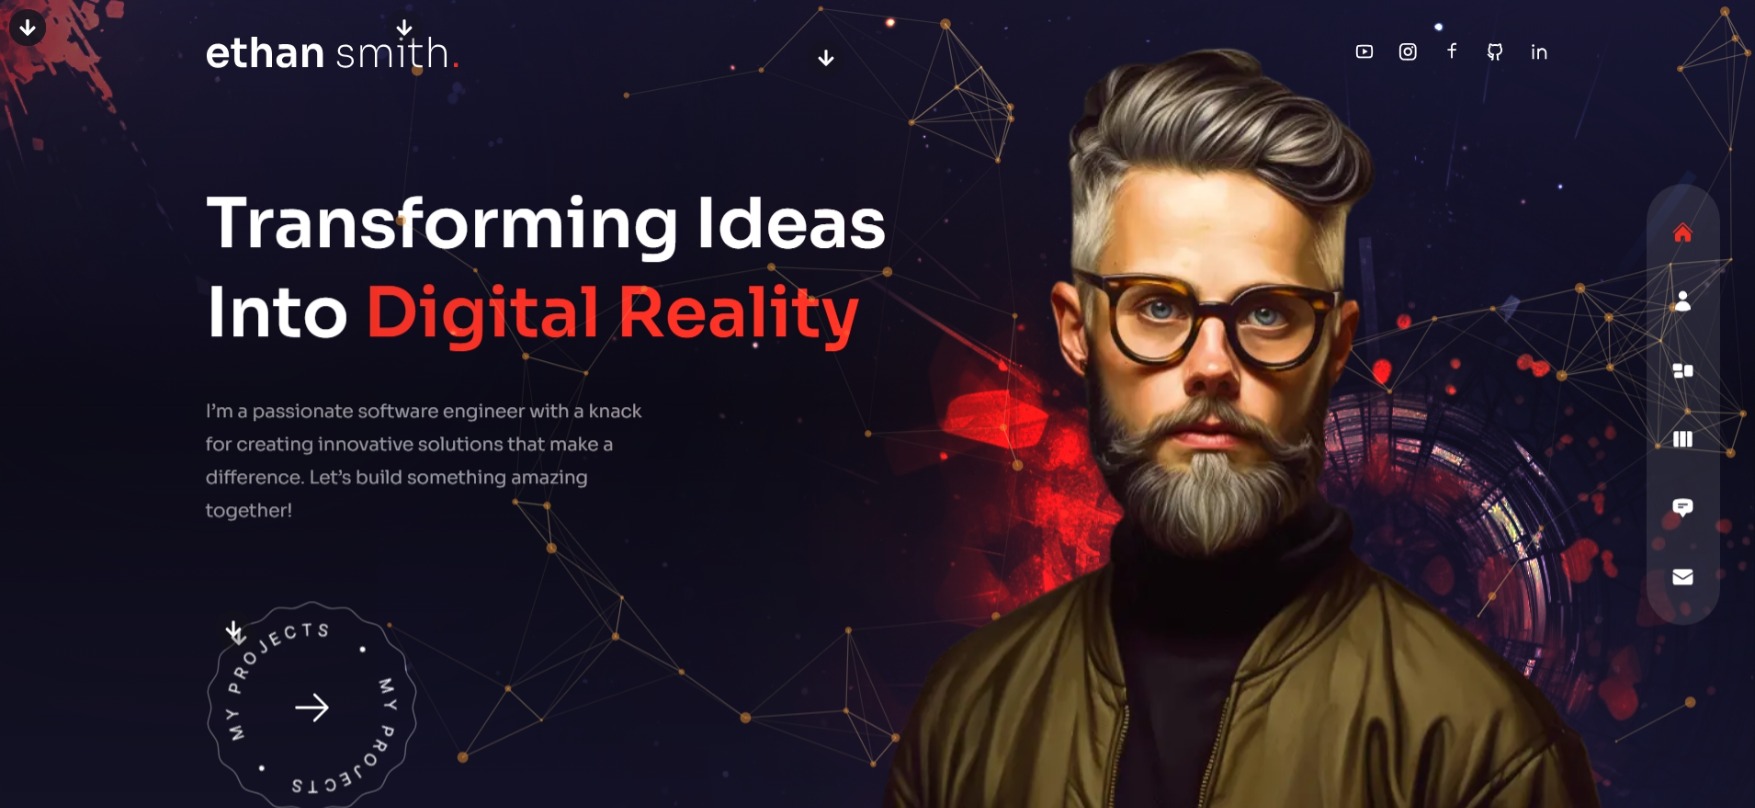 ethan smith.
Transforming Ideas
Into Digital Reality
I’m a passionate software engineer with a knack
for creating innovative solutions that make a
difference. Let’s build something amazing
together!
MY PROJECTS • MY PROJECTS •